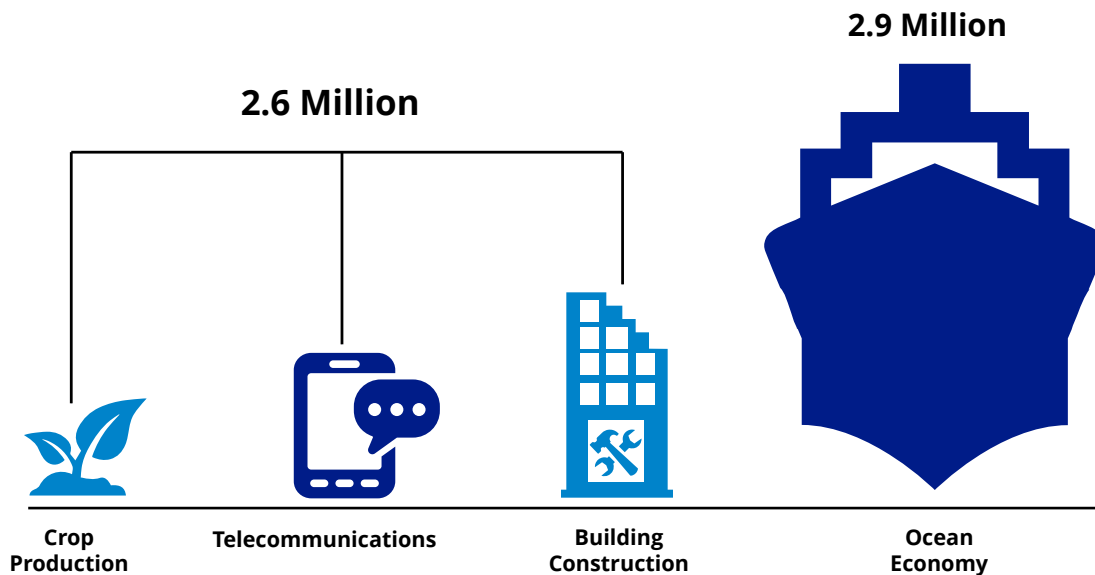 2.9 Million
2.6 Million
Crop
Production
Telecommunications
Building
Construction
Ocean
Economy